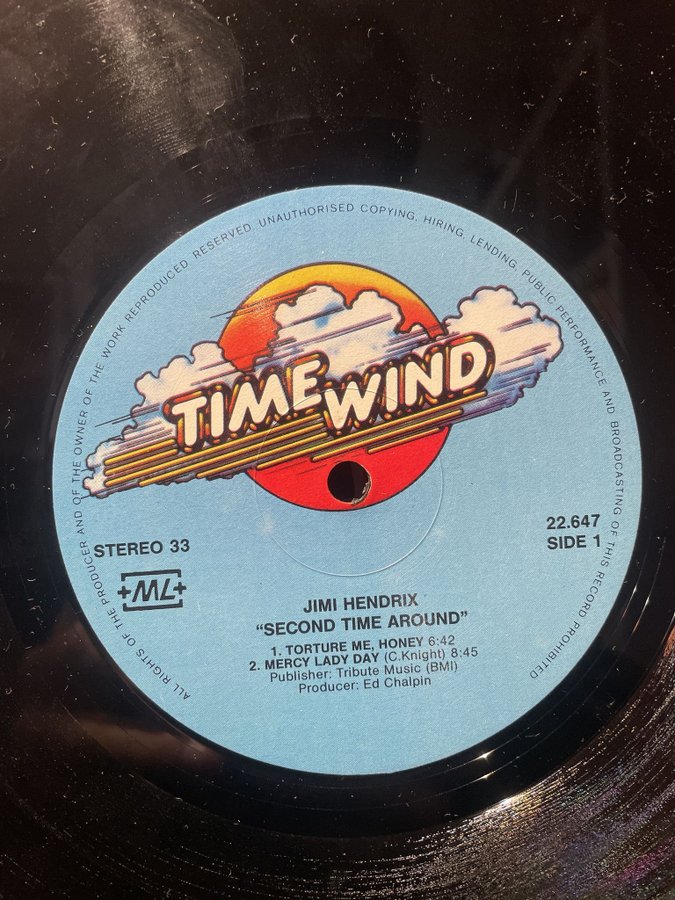 ALL RIGHTS OF THE PRODUCER AND OF THE OWNER OF THE WORK REPRODUCED RESERVED UNAUTHORISED COPYING, HIRING, LENDING, PUBLIC PERFORMANCE AND BROADCASTING OF THIS RECORD PROHIBITED
TIME WIND
STEREO 33
22.647
SIDE 1
+ML+
JIMI HENDRIX
"SECOND TIME AROUND"
1. TORTURE ME, HONEY 6:42
2. MERCY LADY DAY (C.Knight) 8:45
Publisher: Tribute Music (BMI)
Producer: Ed Chalpin